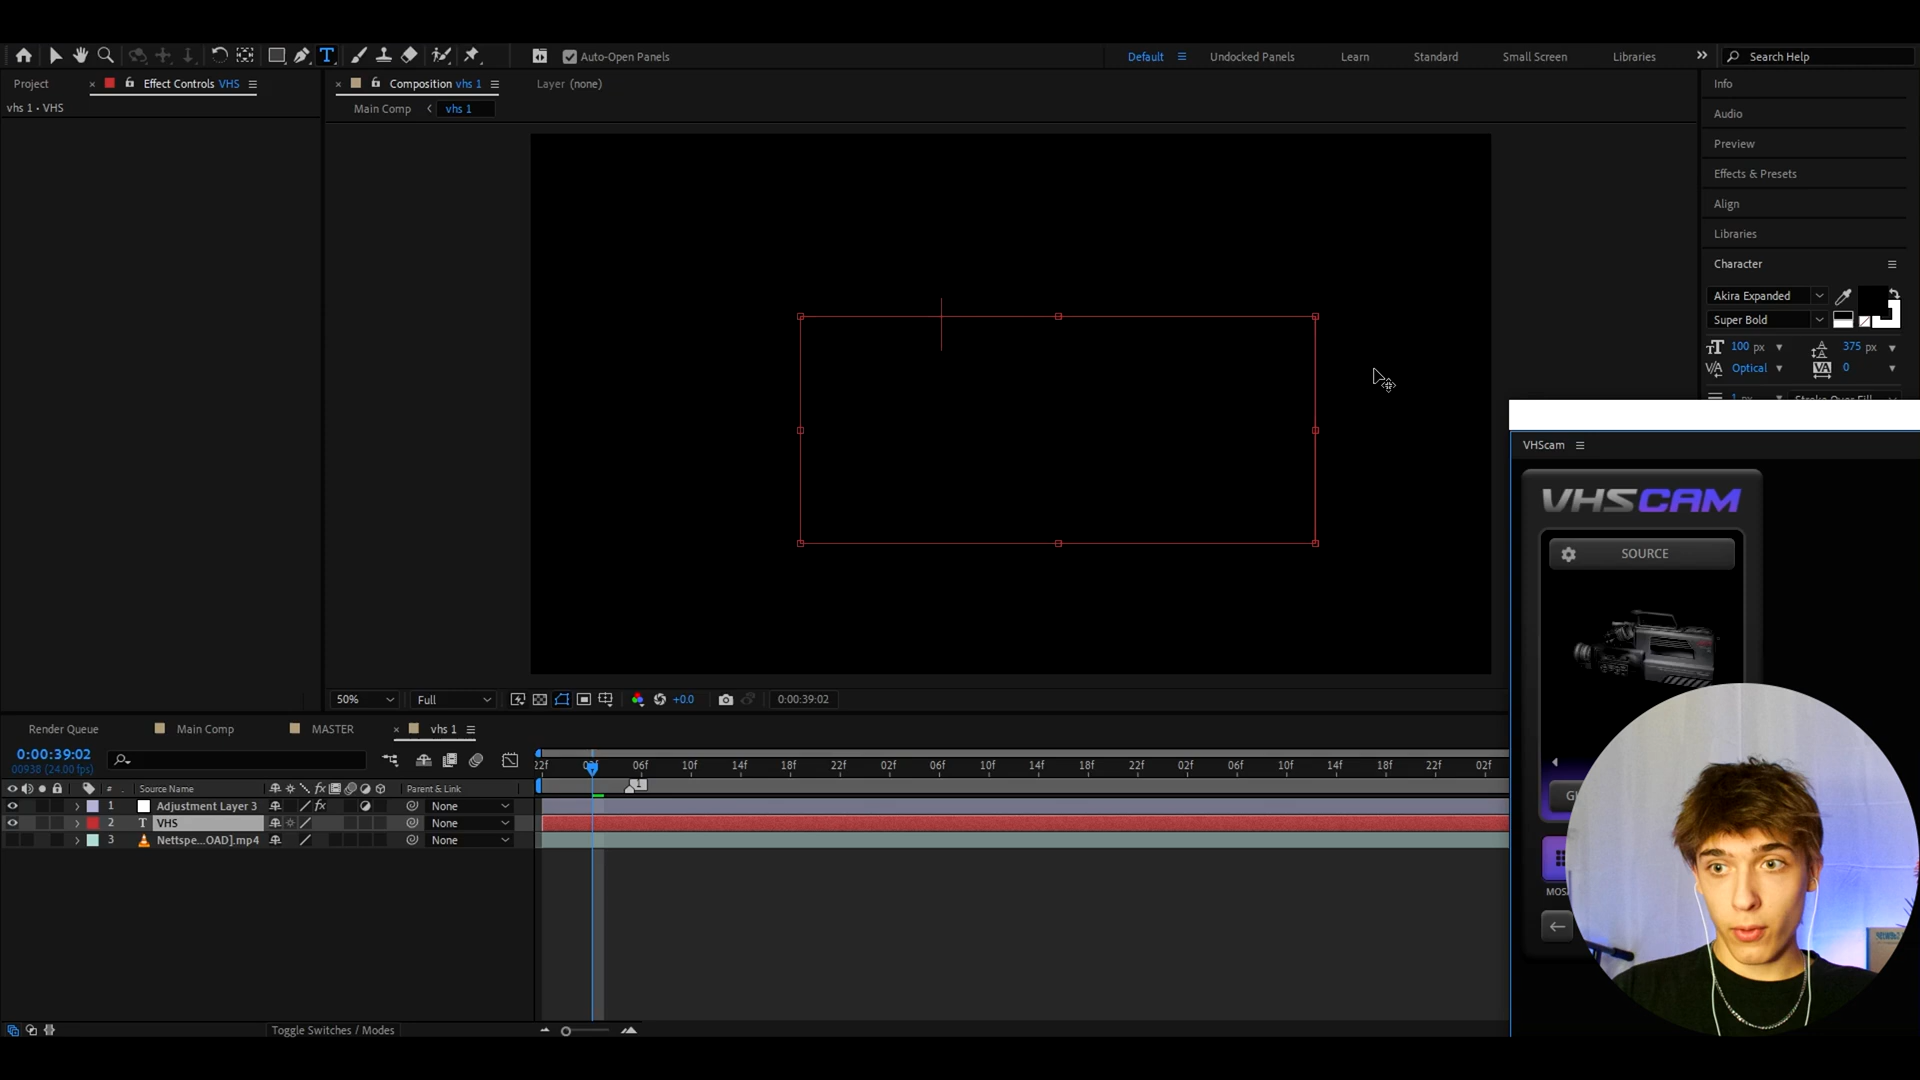 Auto-Open Panels
Default
Undocked Panels
Learn
Standard
Small Screen
Libraries
Search Help
Project
Effect Controls VHS
Composition vhs 1
Layer (none)
vhs 1 • VHS
Main Comp
vhs 1
Info
Audio
Preview
Effects & Presets
Align
Libraries
Character
Akira Expanded
Super Bold
100 px
375 px
Optical
0
VHScam
VHSCAM
SOURCE
50%
Full
+0.0
0:00:39:02
Render Queue
Main Comp
MASTER
vhs 1
0:00:39:02
00938 (24.00 fps)
22f
06f
10f
14f
18f
22f
02f
06f
10f
14f
18f
22f
02f
06f
10f
14f
18f
22f
02f
1
# Source Name
Parent & Link
1 Adjustment Layer 3 None
2 T VHS None
3 Nettspe...OAD].mp4 None
Toggle Switches / Modes